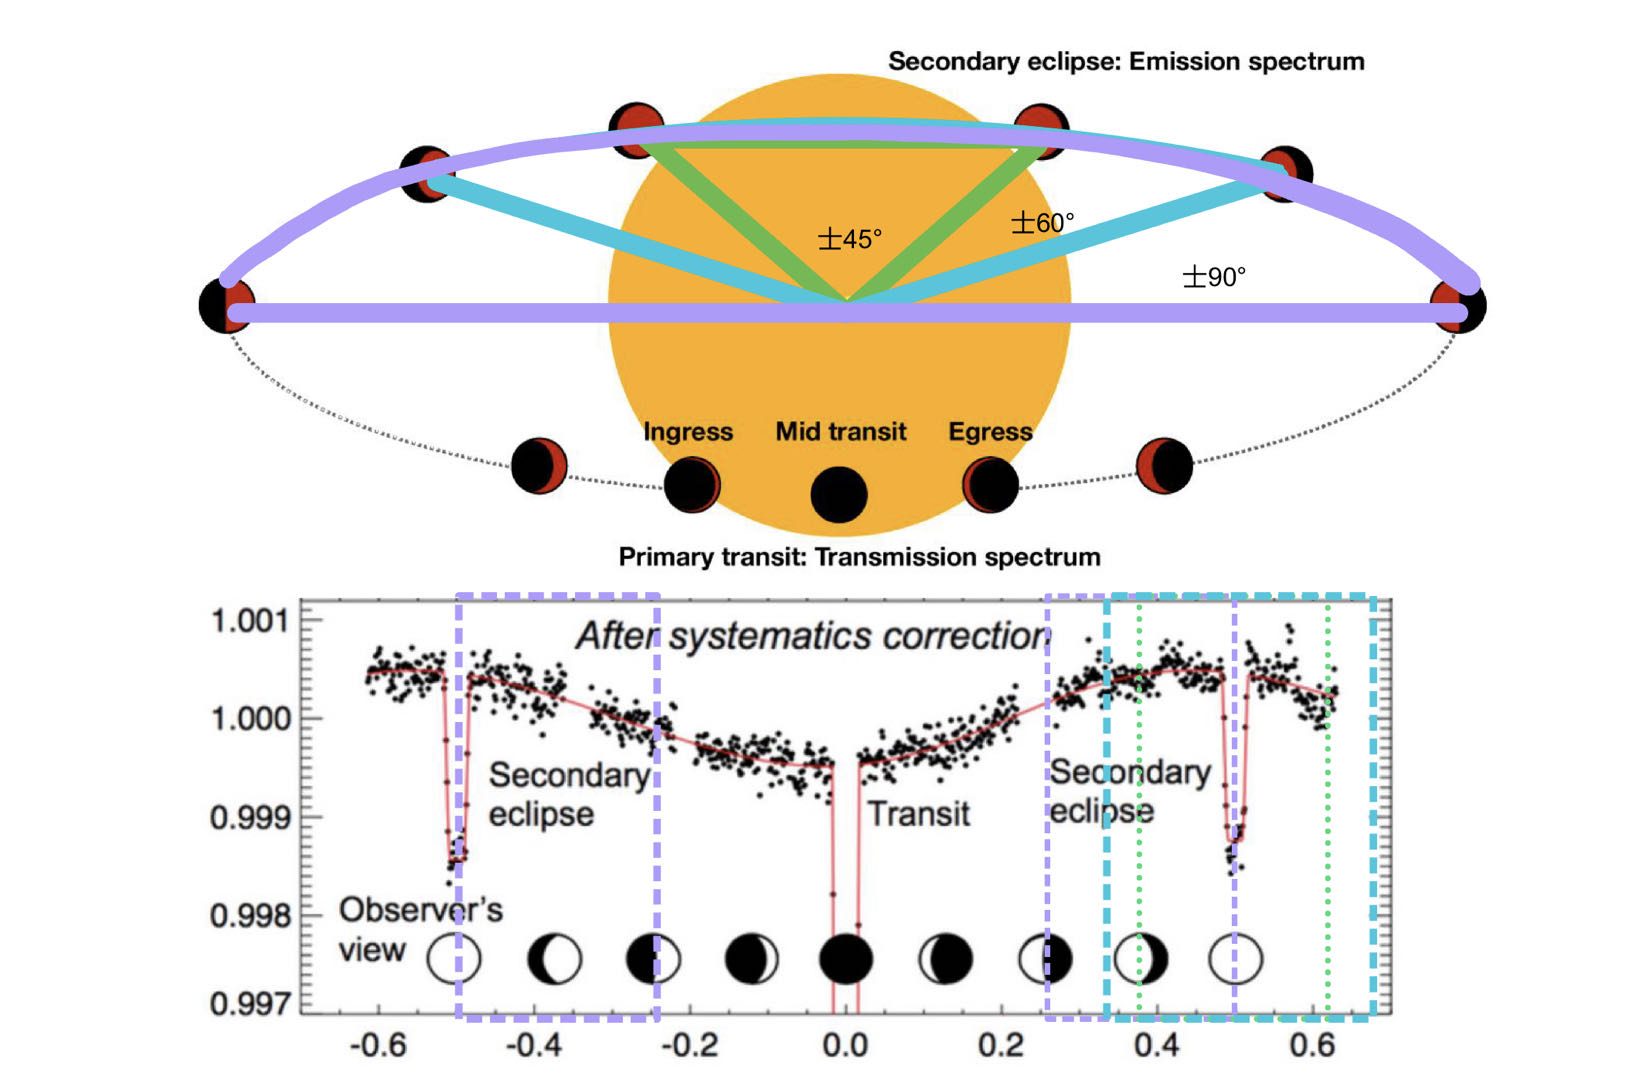 Secondary eclipse: Emission spectrum
±45°
±60°
±90°
Ingress
Mid transit
Egress
Primary transit: Transmission spectrum
After systematics correction
1.001
1.000
0.999
0.998
0.997
Secondary
eclipse
Transit
Secondary
eclipse
Observer's
view
-0.6
-0.4
-0.2
0.0
0.2
0.4
0.6